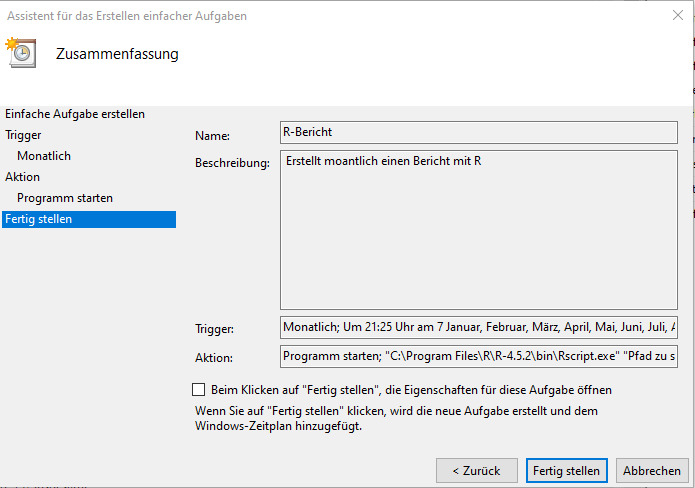 Assistent für das Erstellen einfacher Aufgaben
Zusammenfassung
Einfache Aufgabe erstellen
Trigger
Monatlich
Aktion
Programm starten
Fertig stellen
Name: R-Bericht
Beschreibung: Erstellt moantlich einen Bericht mit R
Trigger: Monatlich; Um 21:25 Uhr am 7 Januar, Februar, März, April, Mai, Juni, Juli, A
Aktion: Programm starten; "C:\Program Files\R\R-4.5.2\bin\Rscript.exe" "Pfad zu s
Beim Klicken auf "Fertig stellen", die Eigenschaften für diese Aufgabe öffnen
Wenn Sie auf "Fertig stellen" klicken, wird die neue Aufgabe erstellt und dem
Windows-Zeitplan hinzugefügt.
< Zurück Fertig stellen Abbrechen